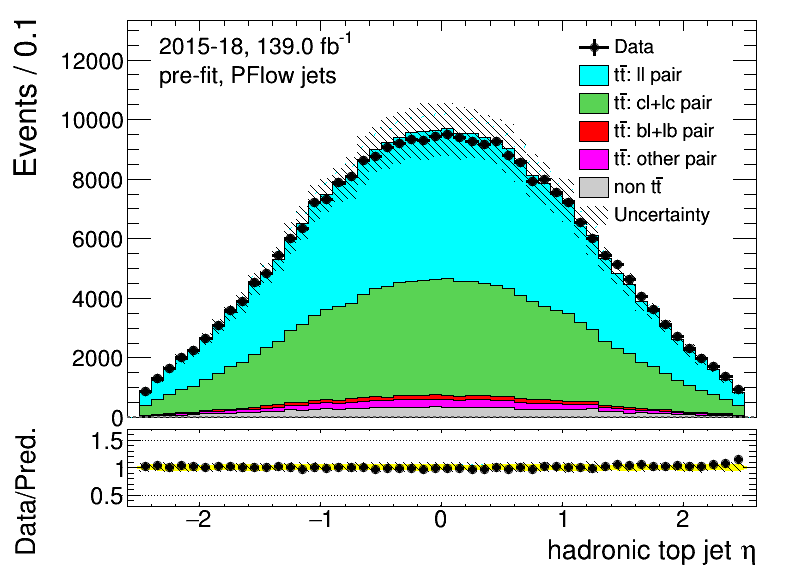 2015-18, 139.0 fb⁻¹
pre-fit, PFlow jets
Data
tt̄: ll pair
tt̄: cl+lc pair
tt̄: bl+lb pair
tt̄: other pair
non tt̄
Uncertainty
Events / 0.1
12000
10000
8000
6000
4000
2000
0
Data/Pred.
1.5
1
0.5
−2 −1 0 1 2
hadronic top jet η